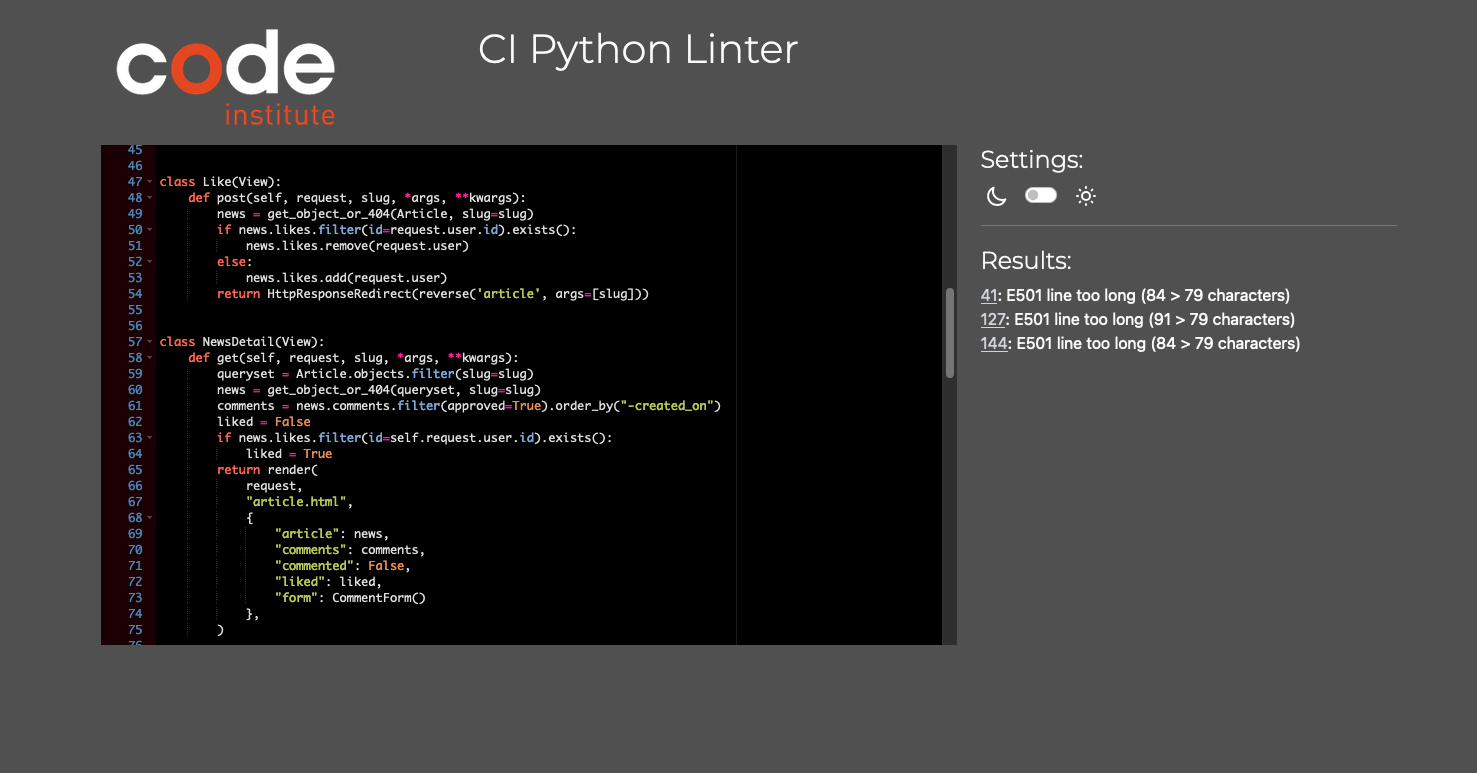 code
institute
CI Python Linter
45
46
47 class Like(View):
48     def post(self, request, slug, *args, **kwargs):
49         news = get_object_or_404(Article, slug=slug)
50         if news.likes.filter(id=request.user.id).exists():
51             news.likes.remove(request.user)
52         else:
53             news.likes.add(request.user)
54         return HttpResponseRedirect(reverse('article', args=[slug]))
55
56
57 class NewsDetail(View):
58     def get(self, request, slug, *args, **kwargs):
59         queryset = Article.objects.filter(slug=slug)
60         news = get_object_or_404(queryset, slug=slug)
61         comments = news.comments.filter(approved=True).order_by("-created_on")
62         liked = False
63         if news.likes.filter(id=self.request.user.id).exists():
64             liked = True
65         return render(
66             request,
67             "article.html",
68             {
69                 "article": news,
70                 "comments": comments,
71                 "commented": False,
72                 "liked": liked,
73                 "form": CommentForm()
74             },
75         )
76
Settings:
Results:
41: E501 line too long (84 > 79 characters)
127: E501 line too long (91 > 79 characters)
144: E501 line too long (84 > 79 characters)